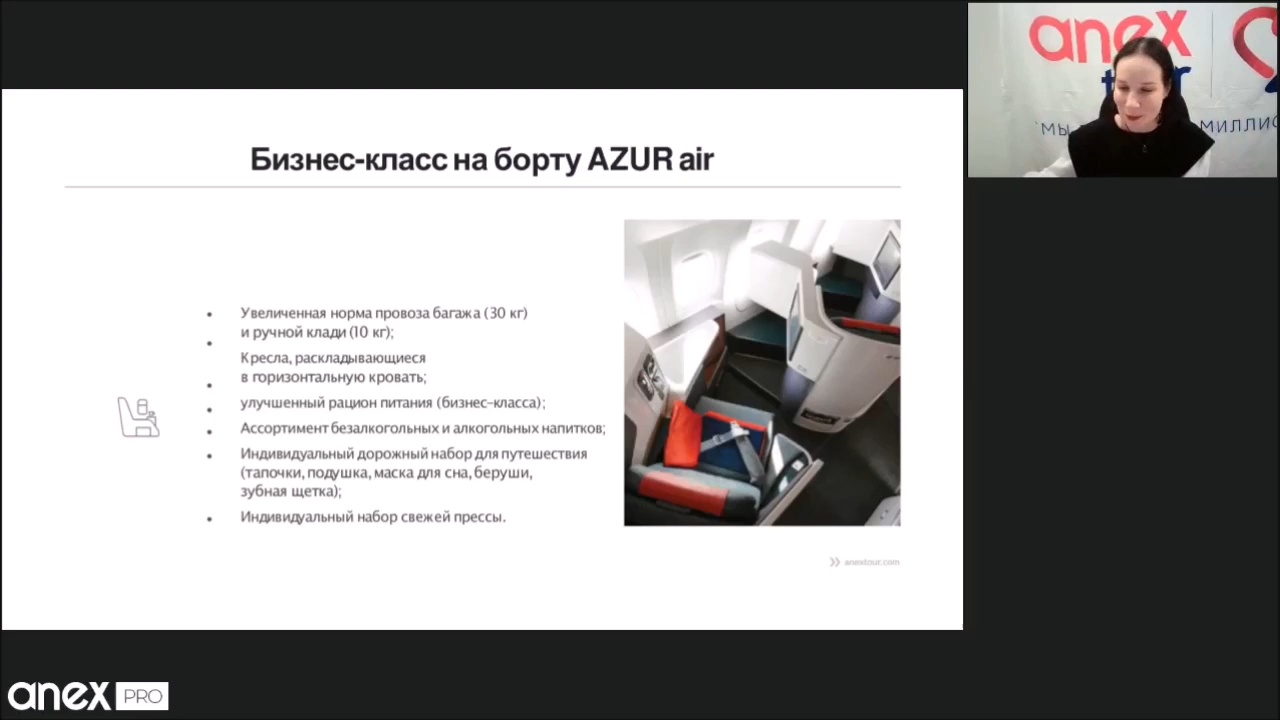 Бизнес-класс на борту AZUR air
Увеличенная норма провоза багажа (30 кг)
и ручной клади (10 кг);
Кресла, раскладывающиеся
в горизонтальную кровать;
улучшенный рацион питания (бизнес–класса);
Ассортимент безалкогольных и алкогольных напитков;
Индивидуальный дорожный набор для путешествия
(тапочки, подушка, маска для сна, беруши,
зубная щетка);
Индивидуальный набор свежей прессы.
anextour.com
anex PRO
anex
МЫ